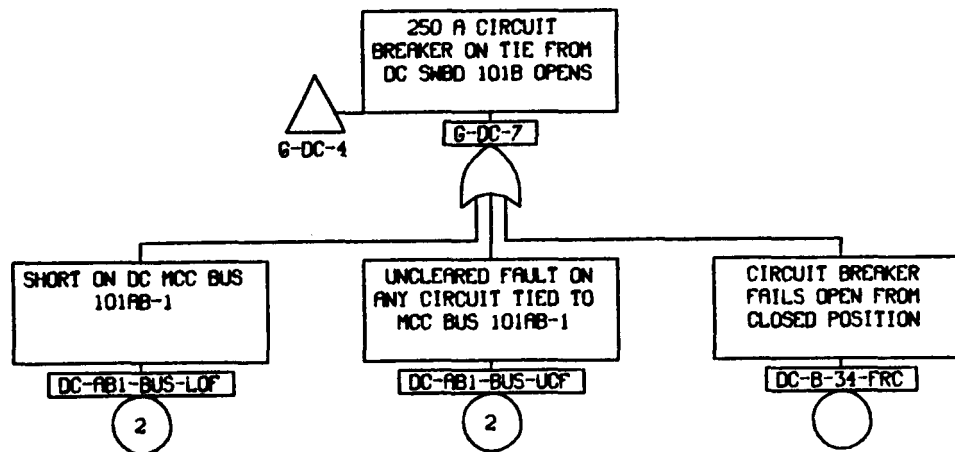 250 A CIRCUIT
BREAKER ON TIE FROM
DC SWBD 101B OPENS
G-DC-4
G-DC-7
SHORT ON DC MCC BUS
101AB-1
UNCLEARED FAULT ON
ANY CIRCUIT TIED TO
MCC BUS 101AB-1
CIRCUIT BREAKER
FAILS OPEN FROM
CLOSED POSITION
DC-AB1-BUS-LOF
DC-AB1-BUS-UCF
DC-B-34-FRC
2
2